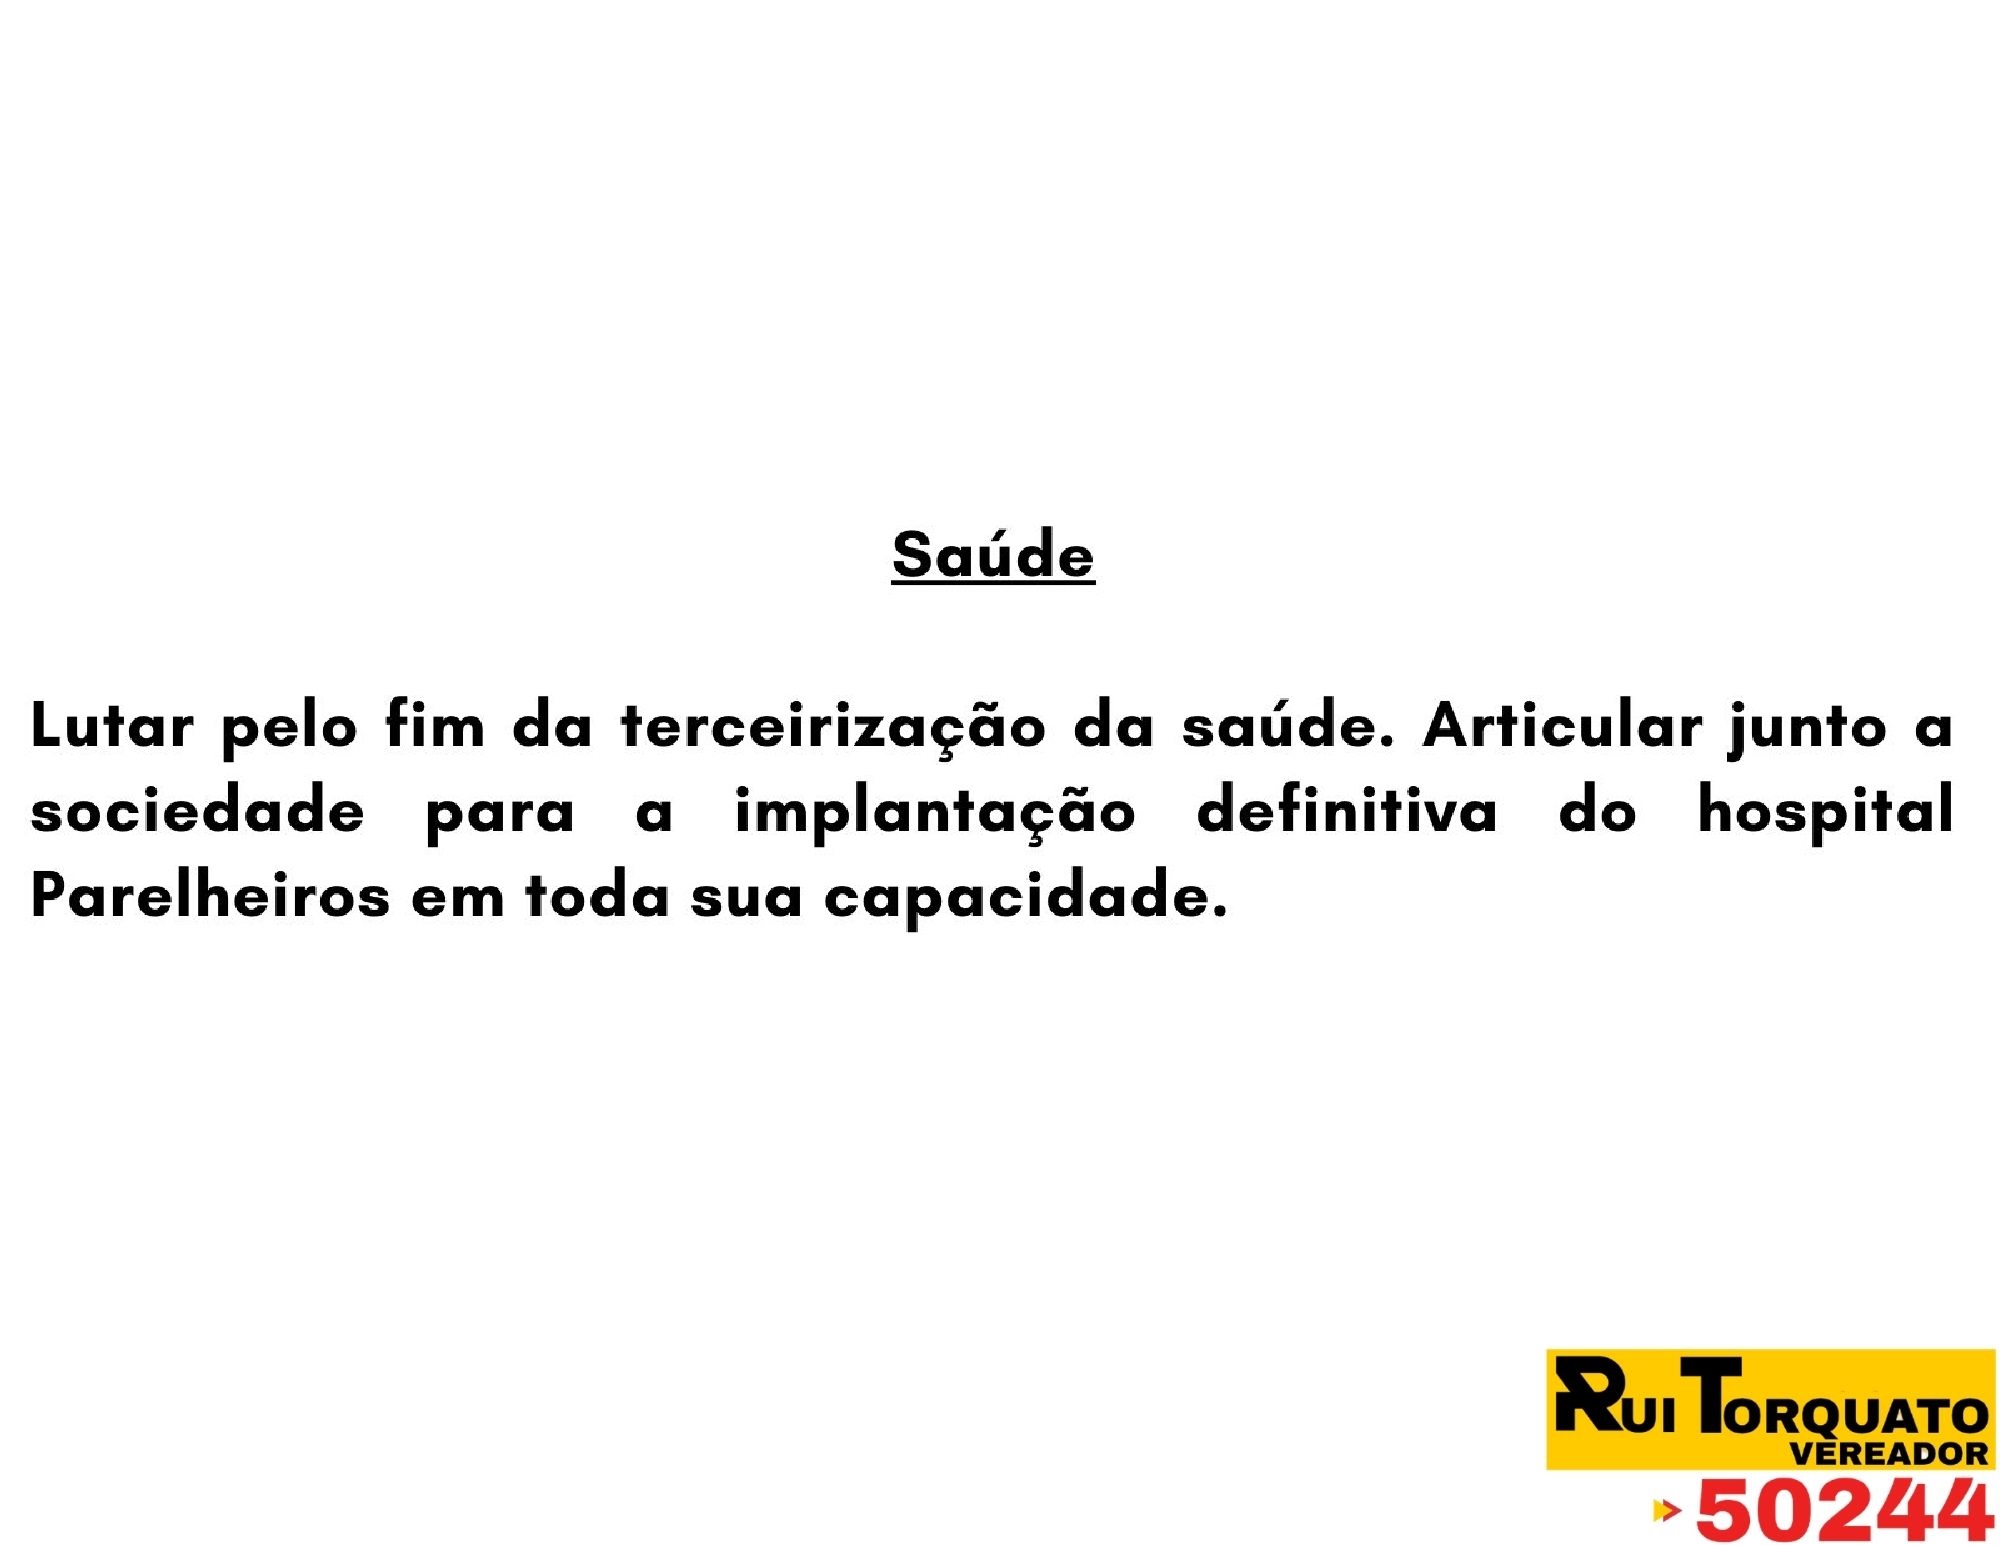 Saúde
Lutar pelo fim da terceirização da saúde. Articular junto a
sociedade para a implantação definitiva do hospital
Parelheiros em toda sua capacidade.
RUI TORQUATO
VEREADOR
50244